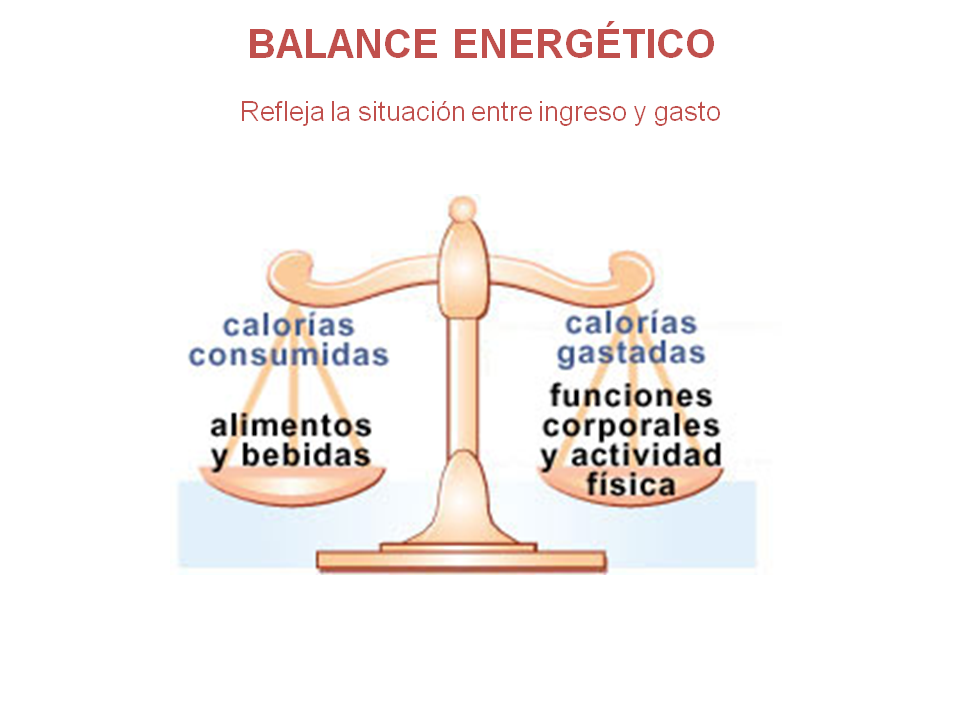 BALANCE ENERGÉTICO
Refleja la situación entre ingreso y gasto
calorías
consumidas
alimentos
y bebidas
calorías
gastadas
funciones
corporales
y actividad
física